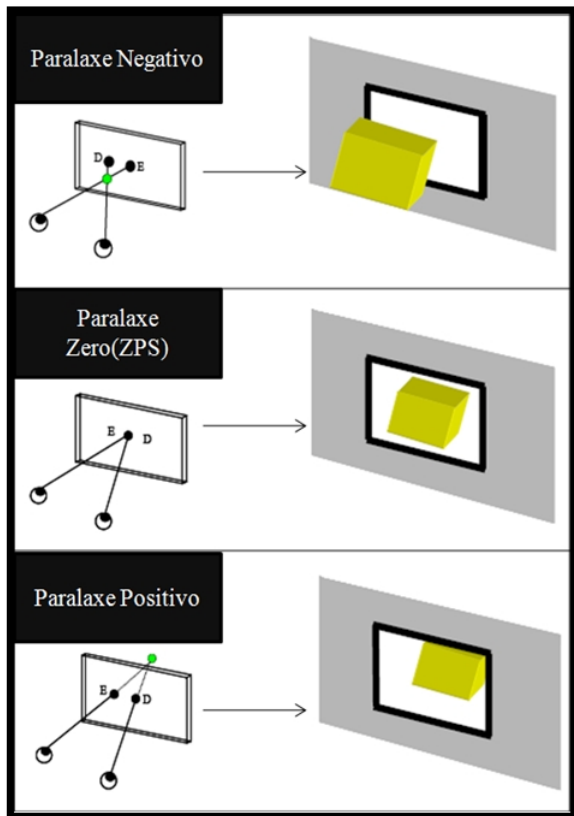 Paralaxe Negativo
D
E
Paralaxe
Zero(ZPS)
E D
Paralaxe Positivo
E
D